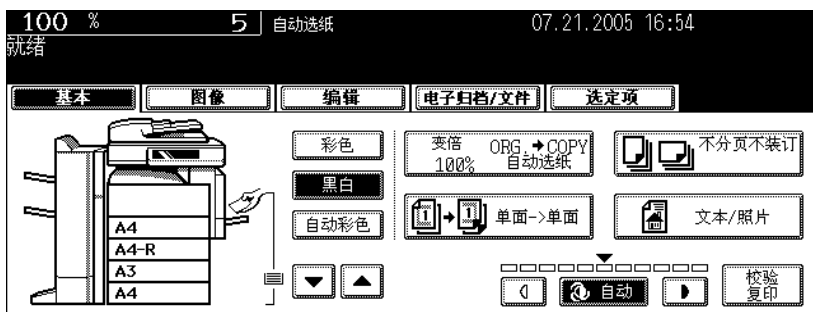 100 % 5 自动选纸 07.21.2005 16:54
就绪
基本 图像 编辑 电子归档/文件 选定项
彩色
黑白
自动彩色
变倍 ORG.➔COPY
100% 自动选纸
不分页不装订
1➔1 单面->单面
文本/照片
A4
A4-R
A3
A4
自动
校验
复印